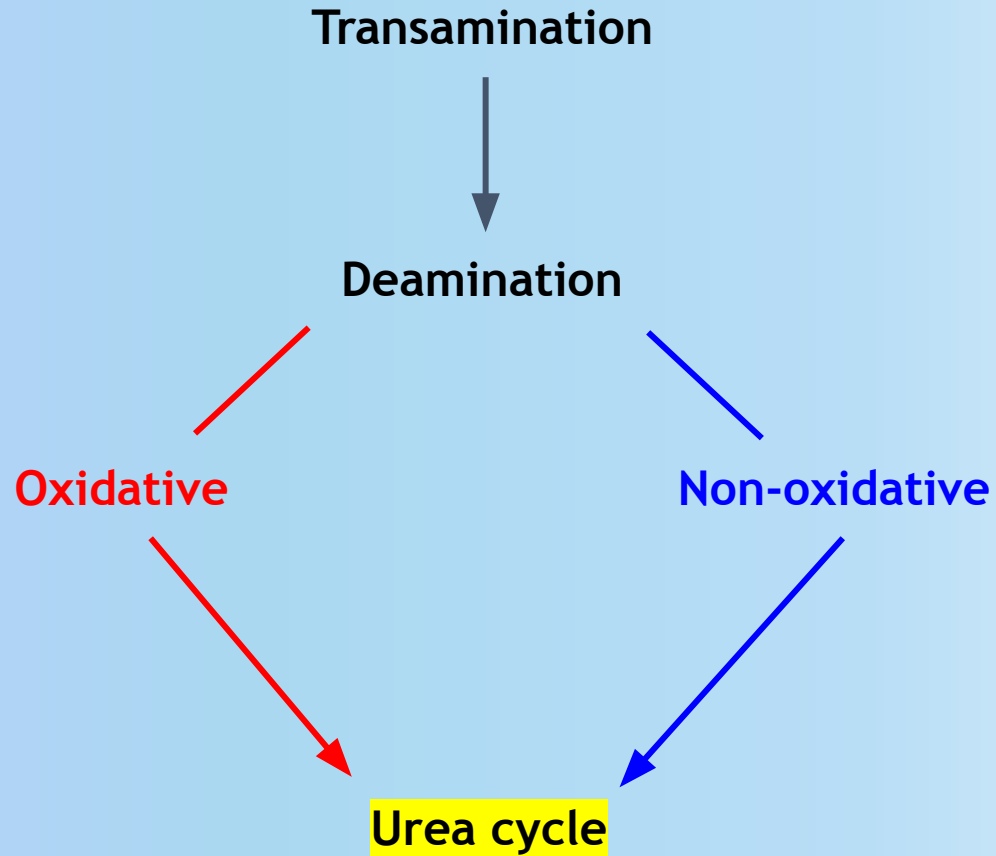 Transamination
Deamination
Oxidative
Non-oxidative
Urea cycle